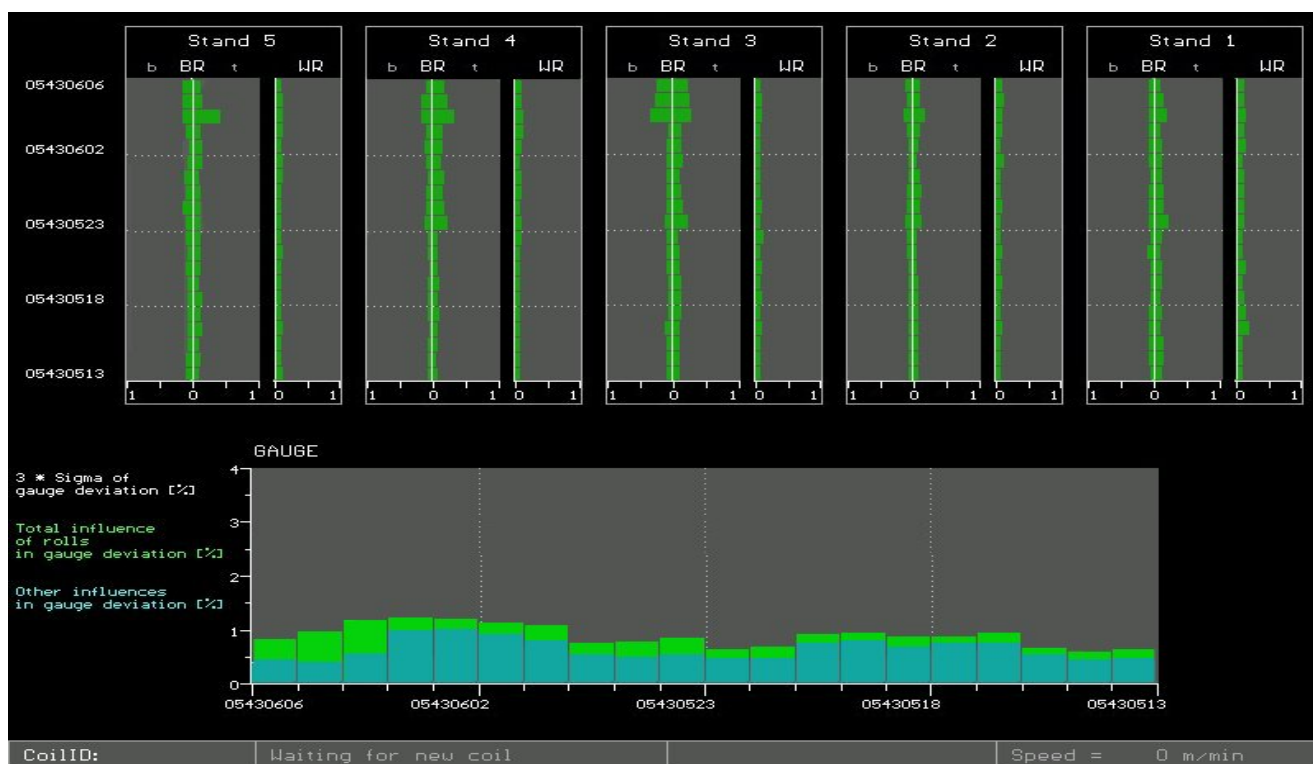 Stand 5 Stand 4 Stand 3 Stand 2 Stand 1
b BR t WR b BR t WR b BR t WR b BR t WR b BR t WR
05430606
05430602
05430523
05430518
05430513
1 0 1 0 1 1 0 1 0 1 1 0 1 0 1 1 0 1 0 1 1 0 1 0 1
GAUGE
3 * Sigma of
gauge deviation [%]
Total influence
of rolls
in gauge deviation [%]
Other influences
in gauge deviation [%]
4
3
2
1
0
05430606 05430602 05430523 05430518 05430513
CoilID: Waiting for new coil Speed = 0 m/min